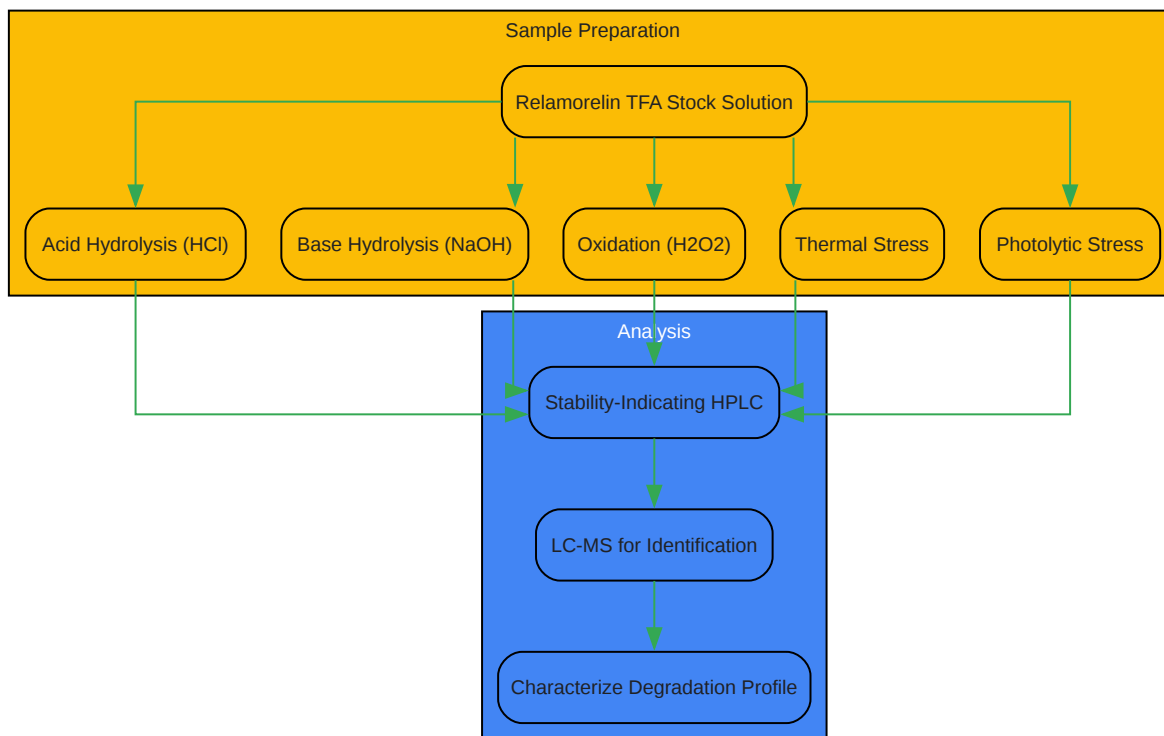 Sample Preparation
Relamorelin TFA Stock Solution
Acid Hydrolysis (HCl)
Base Hydrolysis (NaOH)
Oxidation (H2O2)
Thermal Stress
Photolytic Stress
Analysis
Stability-Indicating HPLC
LC-MS for Identification
Characterize Degradation Profile